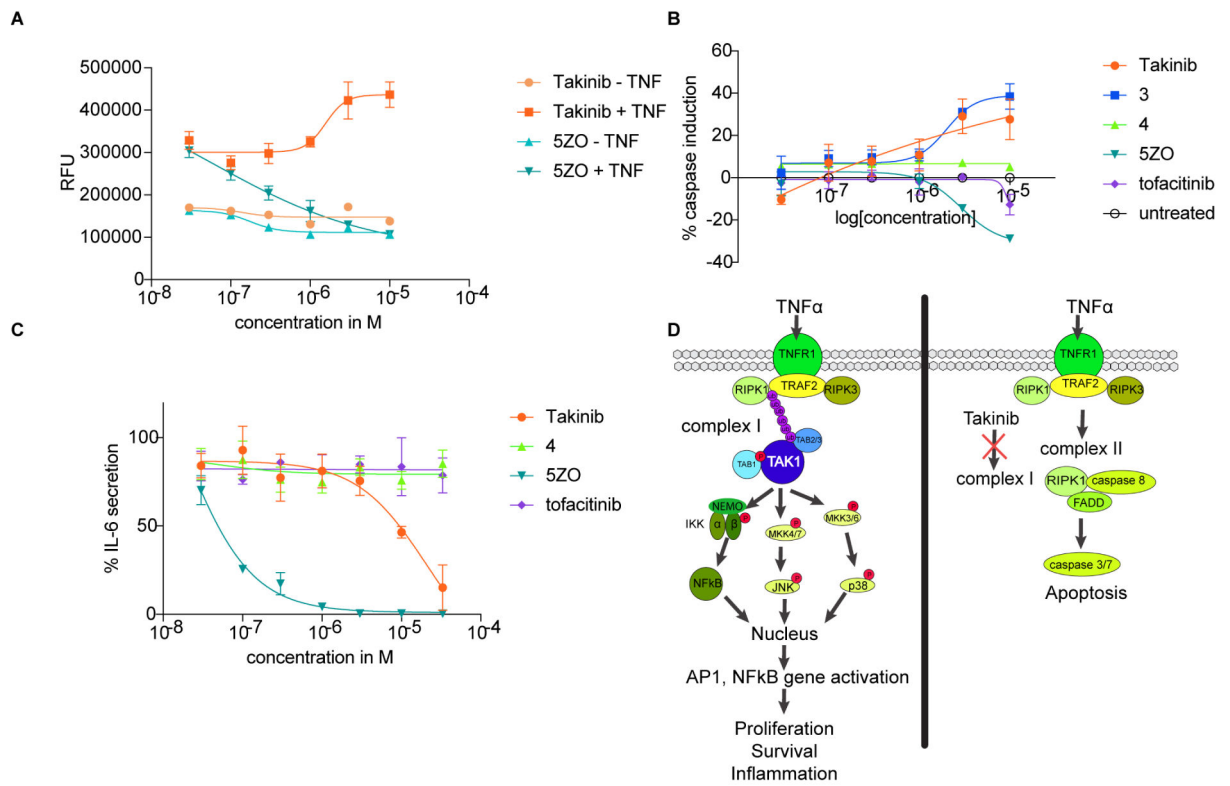 A
RFU
500000
400000
300000
200000
100000
0
10-8
10-7
10-6
10-5
10-4
concentration in M
Takinib - TNF
Takinib + TNF
5ZO - TNF
5ZO + TNF
B
% caspase induction
60
40
20
0
-20
-40
10-7
10-6
10-5
log[concentration]
Takinib
3
4
5ZO
tofacitinib
untreated
C
% IL-6 secretion
100
50
0
10-8
10-7
10-6
10-5
10-4
concentration in M
Takinib
4
5ZO
tofacitinib
D
TNFα
TNFR1
RIPK1
TRAF2
RIPK3
complex I
TAB2/3
TAB1
P
TAK1
NEMO
IKK
α
β
P
MKK4/7
P
MKK3/6
P
NFkB
JNK
P
p38
P
Nucleus
AP1, NFkB gene activation
Proliferation
Survival
Inflammation
TNFα
TNFR1
RIPK1
TRAF2
RIPK3
Takinib
complex I
complex II
RIPK1
caspase 8
FADD
caspase 3/7
Apoptosis